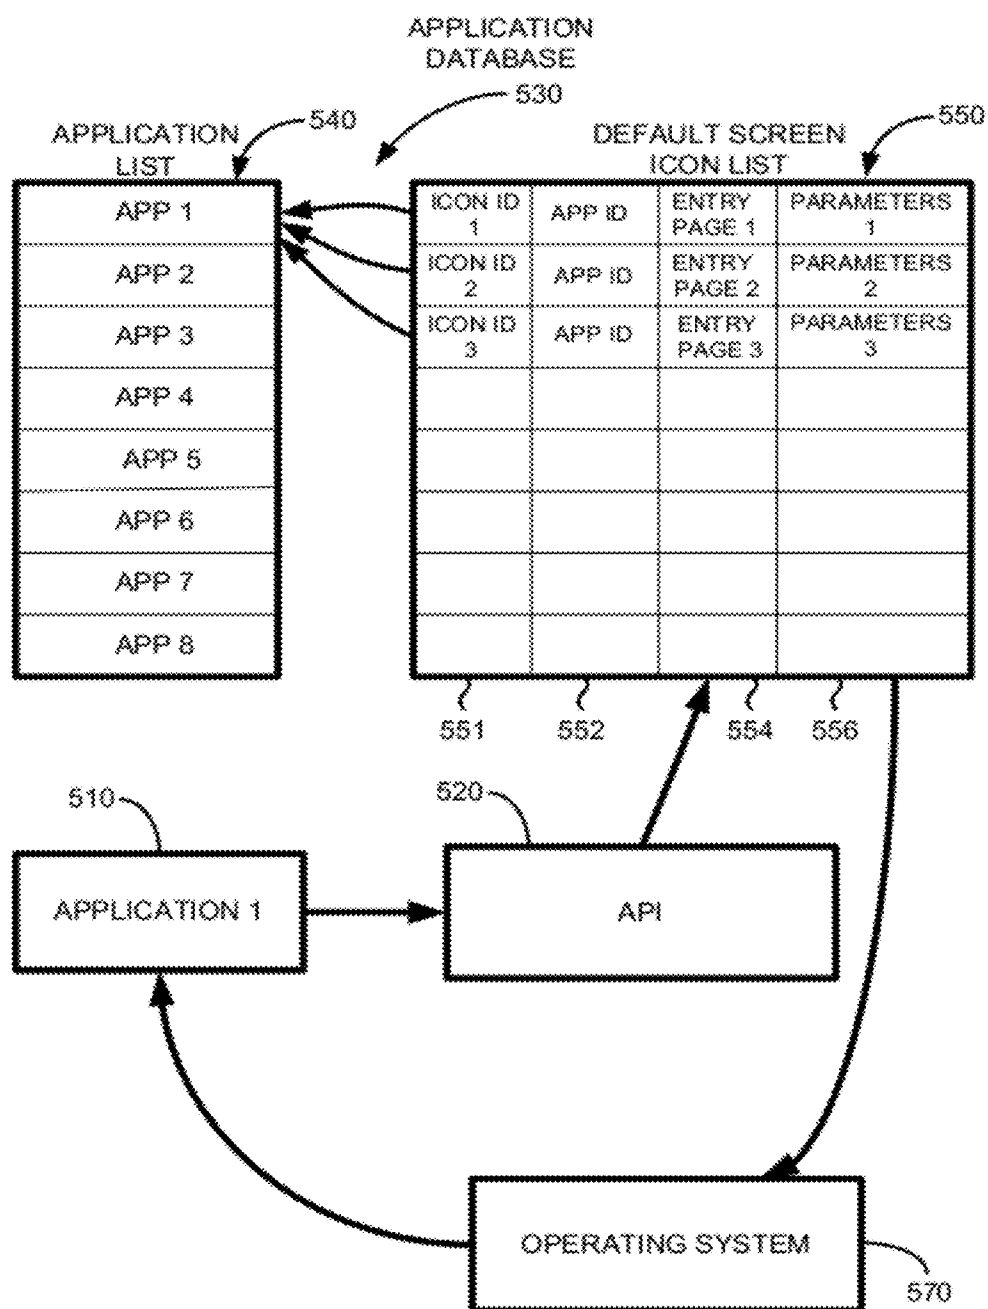 APPLICATION
DATABASE
530
APPLICATION
LIST
540
DEFAULT SCREEN
ICON LIST
550
APP 1
APP 2
APP 3
APP 4
APP 5
APP 6
APP 7
APP 8
ICON ID
1
APP ID
ENTRY
PAGE 1
PARAMETERS
1
ICON ID
2
APP ID
ENTRY
PAGE 2
PARAMETERS
2
ICON ID
3
APP ID
ENTRY
PAGE 3
PARAMETERS
3
551
552
554
556
510
APPLICATION 1
520
API
OPERATING SYSTEM
570